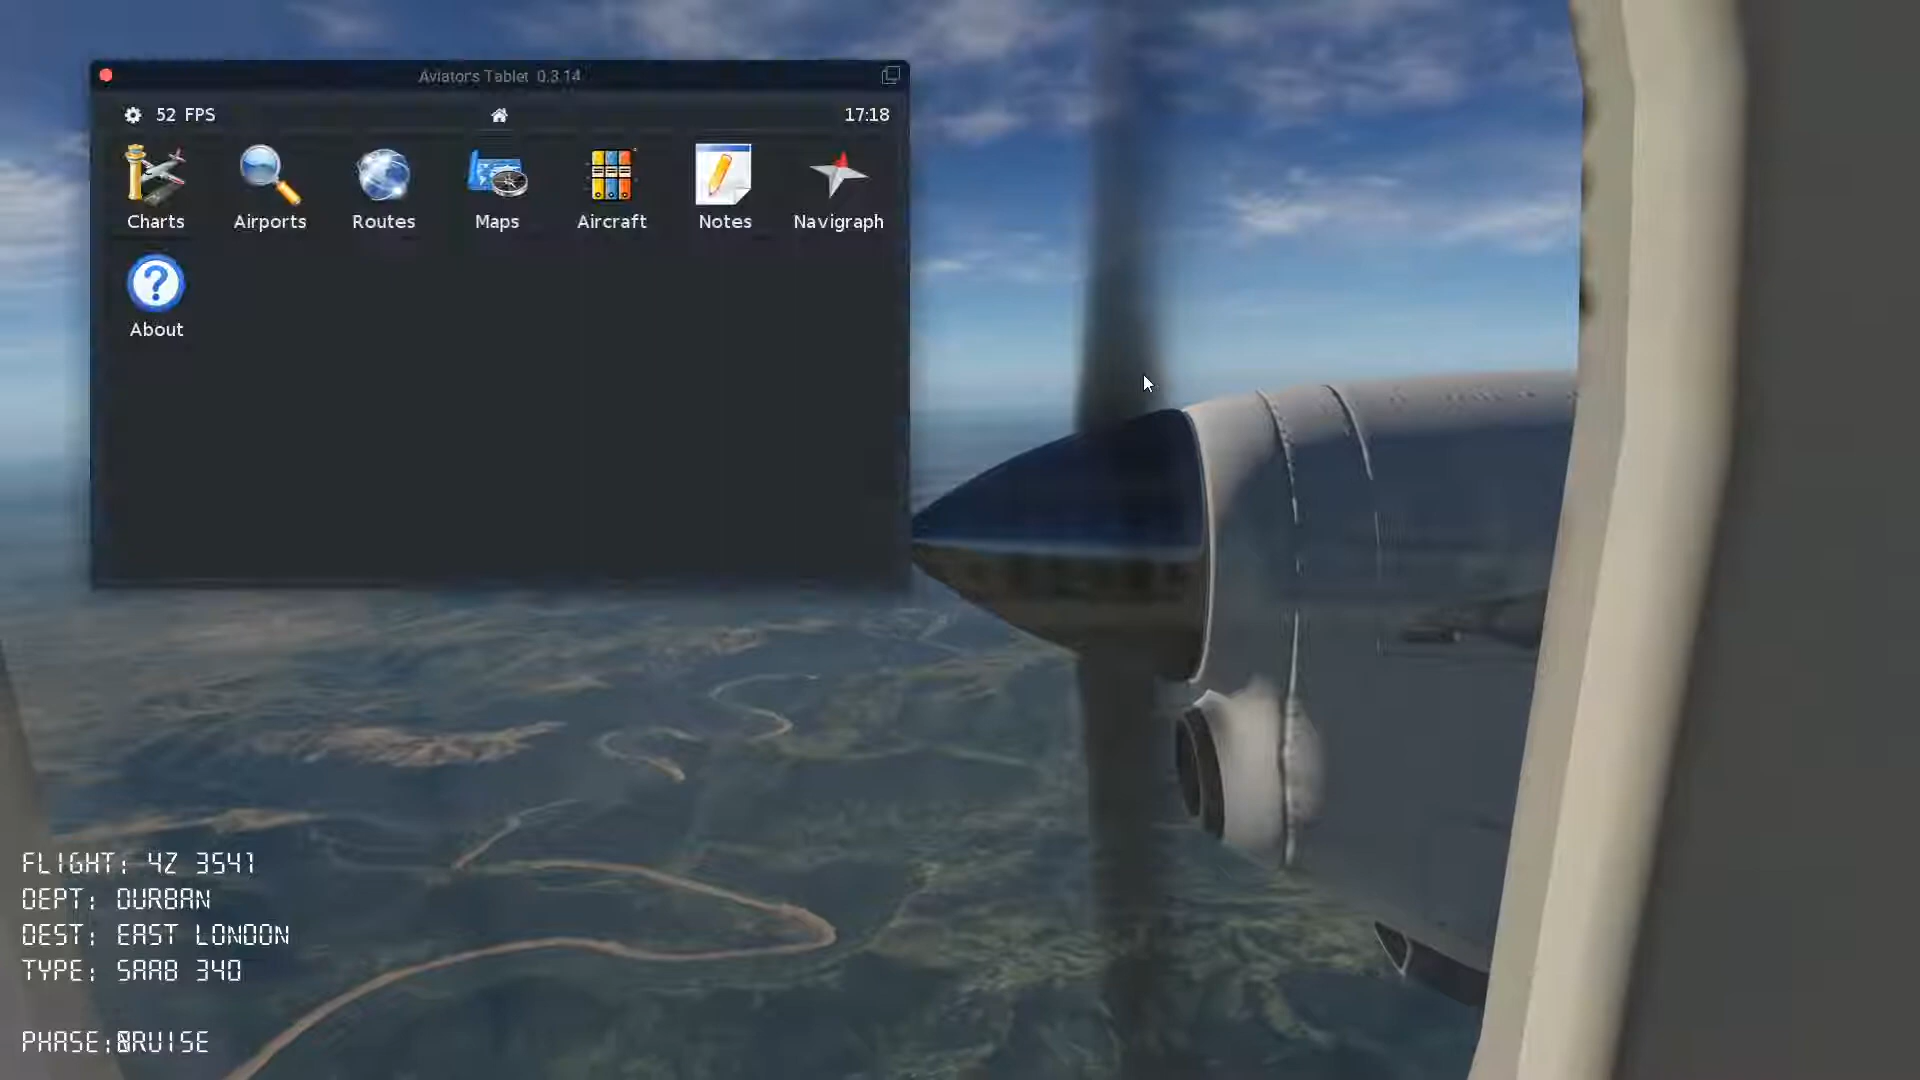 Aviator's Tablet 0.3.14
52 FPS
17:18
Charts
Airports
Routes
Maps
Aircraft
Notes
Navigraph
About
FLIGHT: 4Z 3541
DEPT: DURBAN
DEST: EAST LONDON
TYPE: SAAB 340
PHASE: CRUISE